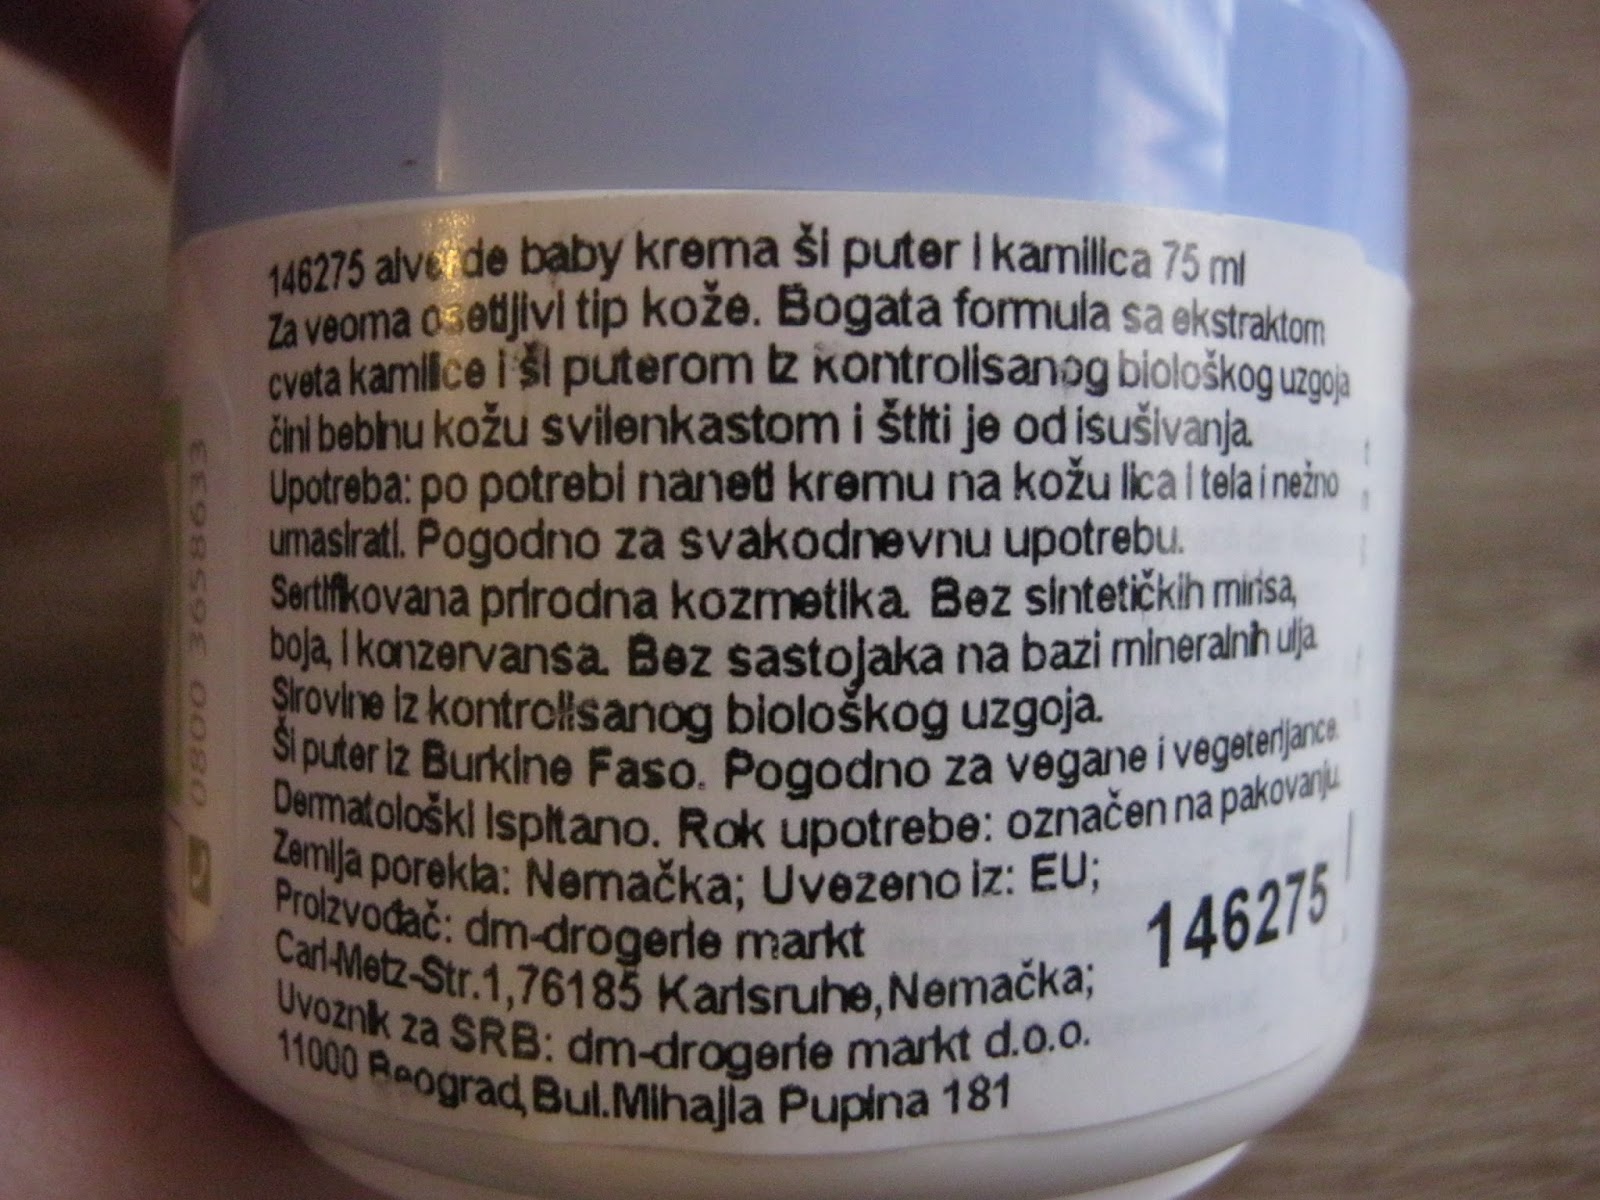 146275 alverde baby krema ši puter i kamilica 75 ml
Za veoma osetljivi tip kože. Bogata formula sa ekstraktom
cveta kamilice i ši puterom iz kontrolisanog biološkog uzgoja
čini bebinu kožu svilenkastom i štiti je od isušivanja.
Upotreba: po potrebi naneti kremu na kožu lica i tela i nežno
umasirati. Pogodno za svakodnevnu upotrebu.
Sertifikovana prirodna kozmetika. Bez sintetičkih mirisa,
boja, i konzervansa. Bez sastojaka na bazi mineralnih ulja.
Sirovine iz kontrolisanog biološkog uzgoja.
Ši puter iz Burkine Faso. Pogodno za vegane i vegeterijance.
Dermatološki ispitano. Rok upotrebe: označen na pakovanju.
Zemlja porekla: Nemačka; Uvezeno iz: EU;
Proizvođač: dm-drogerie markt
Carl-Metz-Str.1,76185 Karlsruhe,Nemačka;
Uvoznik za SRB: dm-drogerie markt d.o.o.
11000 Beograd,Bul.Mihajla Pupina 181
146275
0800 3658633